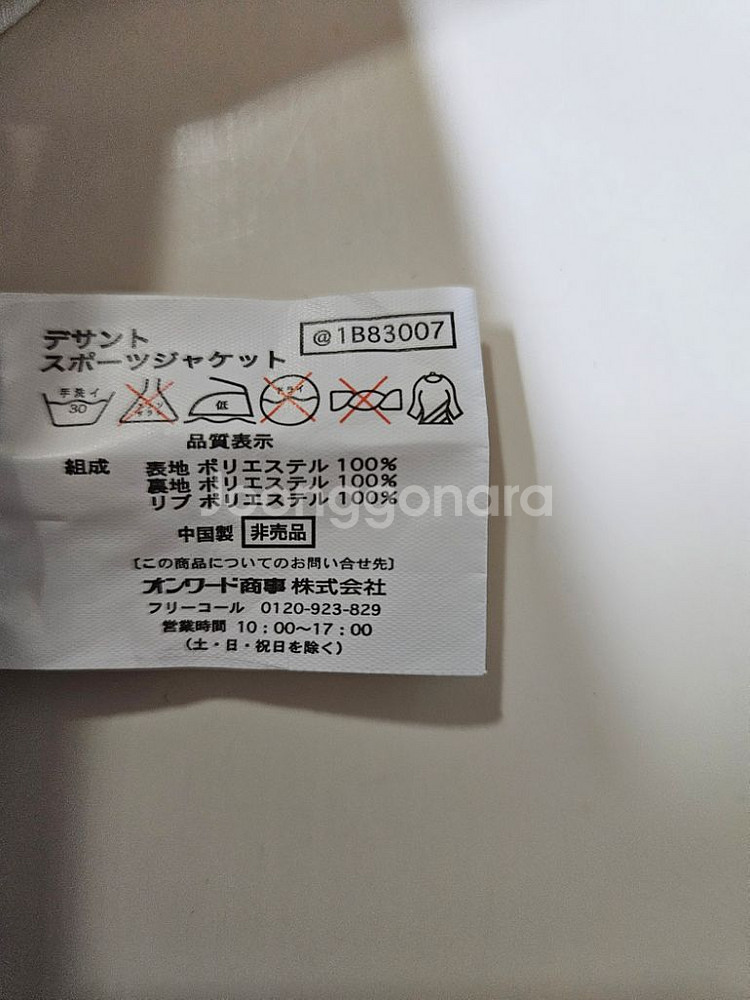 デサント
スポーツジャケット
@1B83007
手洗イ 30
低
ドライ
品質表示
組成 表地 ポリエステル 100%
裏地 ポリエステル 100%
リブ ポリエステル 100%
中国製 非売品
〔この商品についてのお問い合せ先〕
オンワード商事 株式会社
フリーコール 0120-923-829
営業時間 10：00～17：00
（土・日・祝日を除く）
Joonggonara